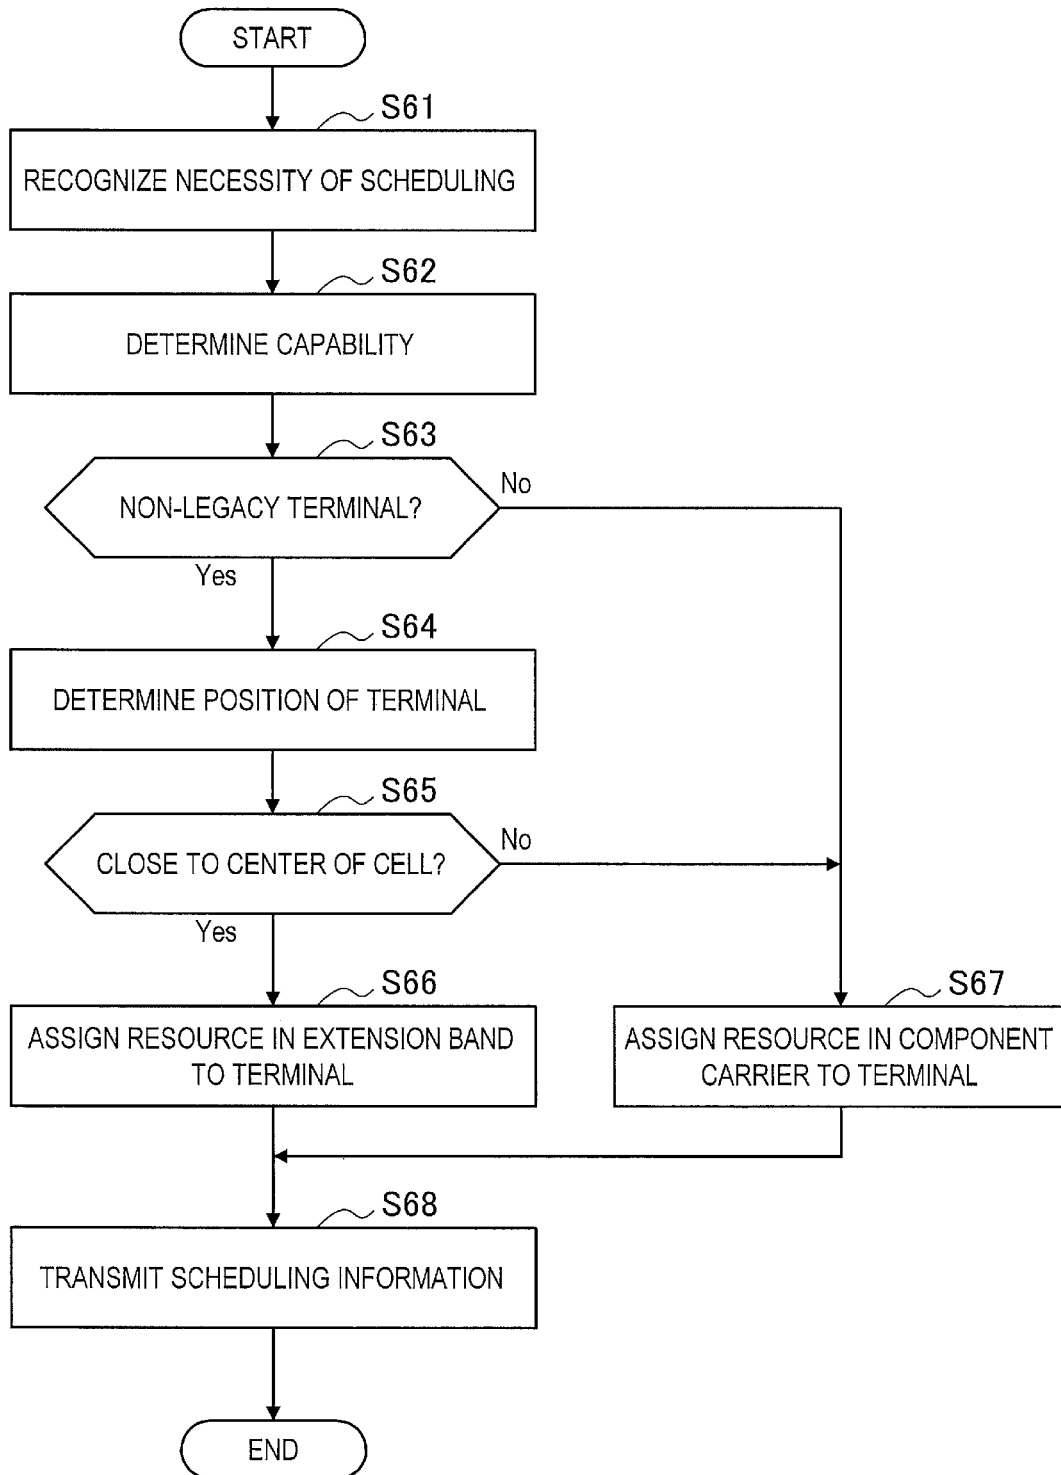 START
S61
RECOGNIZE NECESSITY OF SCHEDULING
S62
DETERMINE CAPABILITY
S63
NON-LEGACY TERMINAL?
No
Yes
S64
DETERMINE POSITION OF TERMINAL
S65
CLOSE TO CENTER OF CELL?
No
Yes
S66
ASSIGN RESOURCE IN EXTENSION BAND
TO TERMINAL
S67
ASSIGN RESOURCE IN COMPONENT
CARRIER TO TERMINAL
S68
TRANSMIT SCHEDULING INFORMATION
END